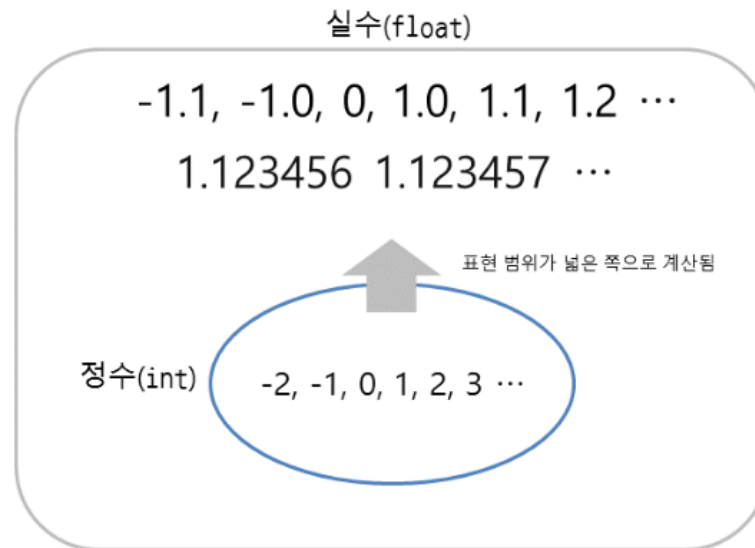 실수(float)
-1.1, -1.0, 0, 1.0, 1.1, 1.2 ⋯
1.123456 1.123457 ⋯
표현 범위가 넓은 쪽으로 계산됨
정수(int)
-2, -1, 0, 1, 2, 3 ⋯